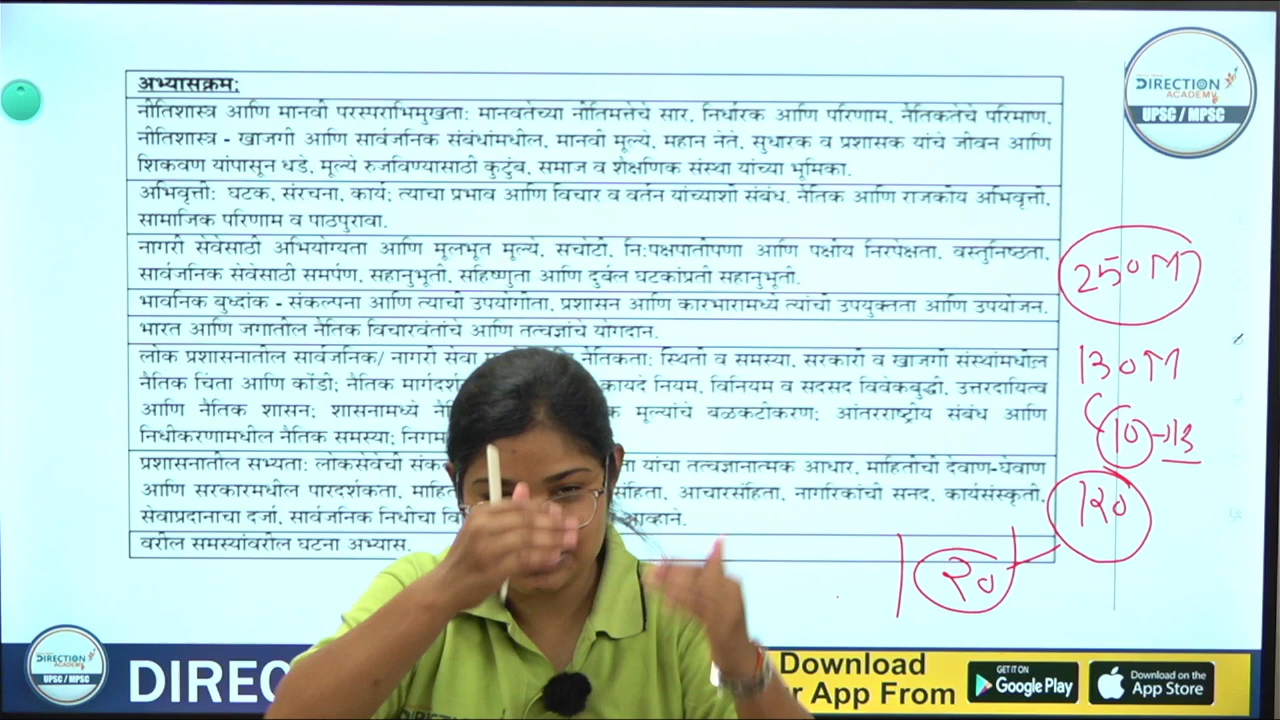 अभ्यासक्रम:
नीतिशास्त्र आणि मानवी परस्पराभिमुखता: मानवतेच्या नीतिमत्तेचे सार, निर्धारक आणि परिणाम, नैतिकतेचे परिमाण,
नीतिशास्त्र - खाजगी आणि सार्वजनिक संबंधांमधील, मानवी मूल्ये, महान नेते, सुधारक व प्रशासक यांचे जीवन आणि
शिकवण यांपासून धडे, मूल्ये रुजविण्यासाठी कुटुंब, समाज व शैक्षणिक संस्था यांच्या भूमिका.
अभिवृत्ती: घटक, संरचना, कार्य; त्याचा प्रभाव आणि विचार व वर्तन यांच्याशी संबंध, नैतिक आणि राजकीय अभिवृत्ती,
सामाजिक परिणाम व पाठपुरावा.
नागरी सेवेसाठी अभियोग्यता आणि मूलभूत मूल्ये, सचोटी, नि:पक्षपातीपणा आणि पक्षीय निरपेक्षता, वस्तुनिष्ठता,
सार्वजनिक सेवेसाठी समर्पण, सहानुभूती, सहिष्णुता आणि दुर्बल घटकांप्रती सहानुभूती.
भावनिक बुध्दांक - संकल्पना आणि त्याची उपयोगीता, प्रशासन आणि कारभारामध्ये त्यांची उपयुक्तता आणि उपयोजन.
भारत आणि जगातील नैतिक विचारवंतांचे आणि तत्वज्ञांचे योगदान.
लोक प्रशासनातील सार्वजनिक/ नागरी सेवा नैतिकता: स्थिती व समस्या, सरकारी व खाजगी संस्थांमधील
नैतिक चिंता आणि कोंडी; नैतिक मार्गदर्श कायदे नियम, विनियम व सदसद विवेकबुद्धी, उत्तरदायित्व
आणि नैतिक शासन; शासनामध्ये नै क मूल्यांचे बळकटीकरण; आंतरराष्ट्रीय संबंध आणि
निधीकरणामधील नैतिक समस्या; निगम
प्रशासनातील सभ्यता: लोकसेवेची संक ता यांचा तत्वज्ञानात्मक आधार, माहितीची देवाण-घेवाण
आणि सरकारमधील पारदर्शकता, माहित संहिता, आचारसंहिता, नागरिकांची सनद, कार्यसंस्कृती,
सेवाप्रदानाचा दर्जा, सार्वजनिक निधीचा वि आव्हाने.
वरील समस्यांवरील घटना अभ्यास.
250M
130M
10 -13
120
20
DIRECTION
ACADEMY
UPSC / MPSC
DIRECTION
ACADEMY
UPSC / MPSC
DIREC
Download
r App From
GET IT ON
Google Play
Download on the
App Store
DIRECTION